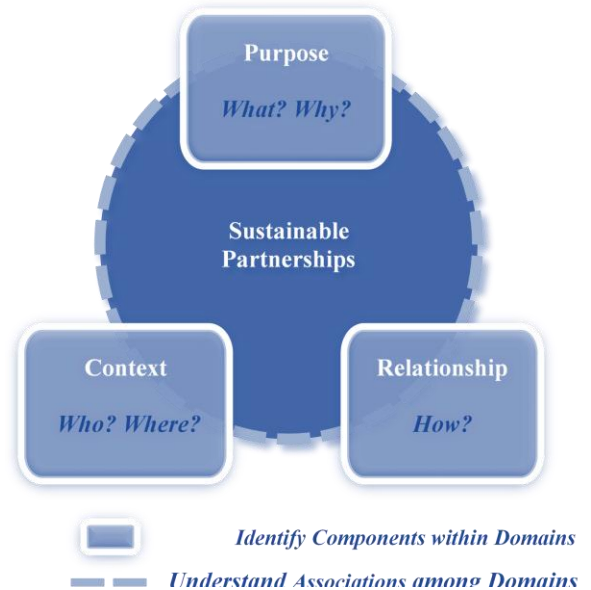 Purpose
What? Why?
Sustainable
Partnerships
Context
Who? Where?
Relationship
How?
Identify Components within Domains
Understand Associations among Domains